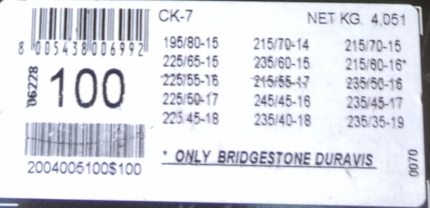 CK-7 NET KG. 4,051
8 005438 006992
06228
100
195/80-15 215/70-14 215/70-15
225/65-15 235/60-15 215/60-16*
225/55-16 215/55-17 235/50-16
225/50-17 245/45-16 235/45-17
225/45-18 235/40-18 235/35-19
* ONLY BRIDGESTONE DURAVIS
2004005100$100
0070